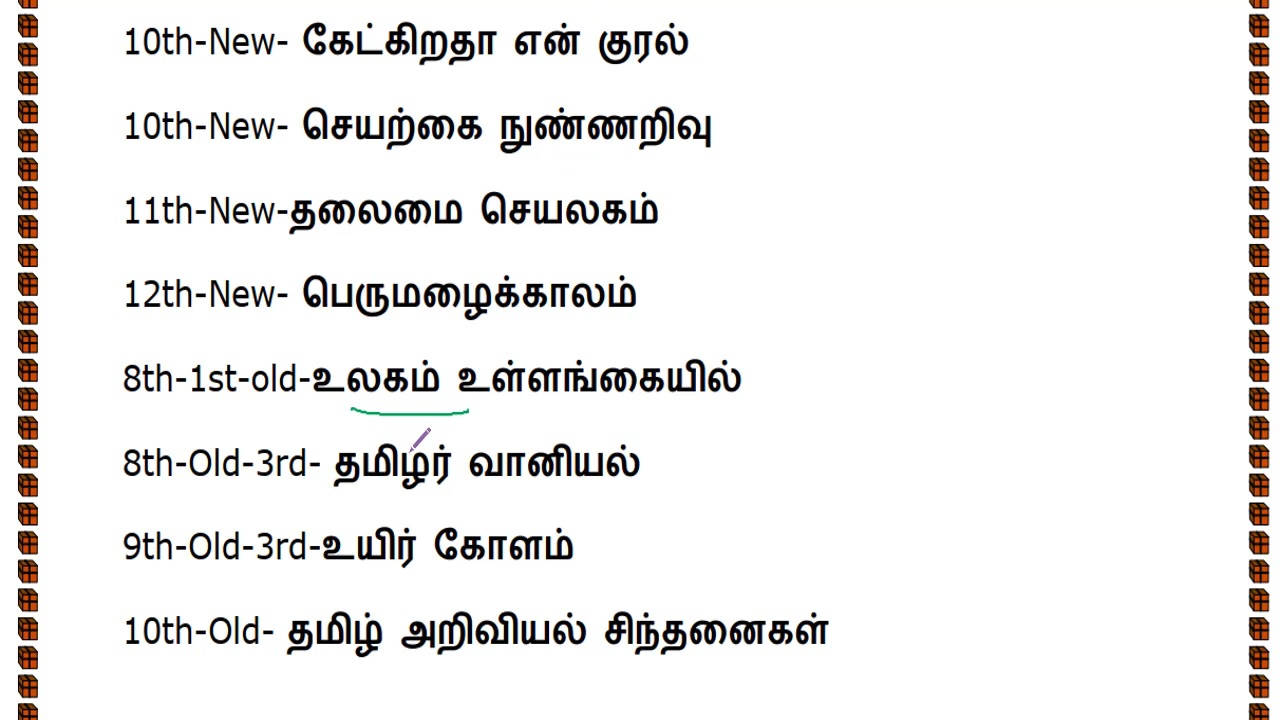 10th-New- கேட்கிறதா என் குரல்
10th-New- செயற்கை நுண்ணறிவு
11th-New-தலைமை செயலகம்
12th-New- பெருமழைக்காலம்
8th-1st-old-உலகம் உள்ளங்கையில்
8th-Old-3rd- தமிழர் வானியல்
9th-Old-3rd-உயிர் கோளம்
10th-Old- தமிழ் அறிவியல் சிந்தனைகள்